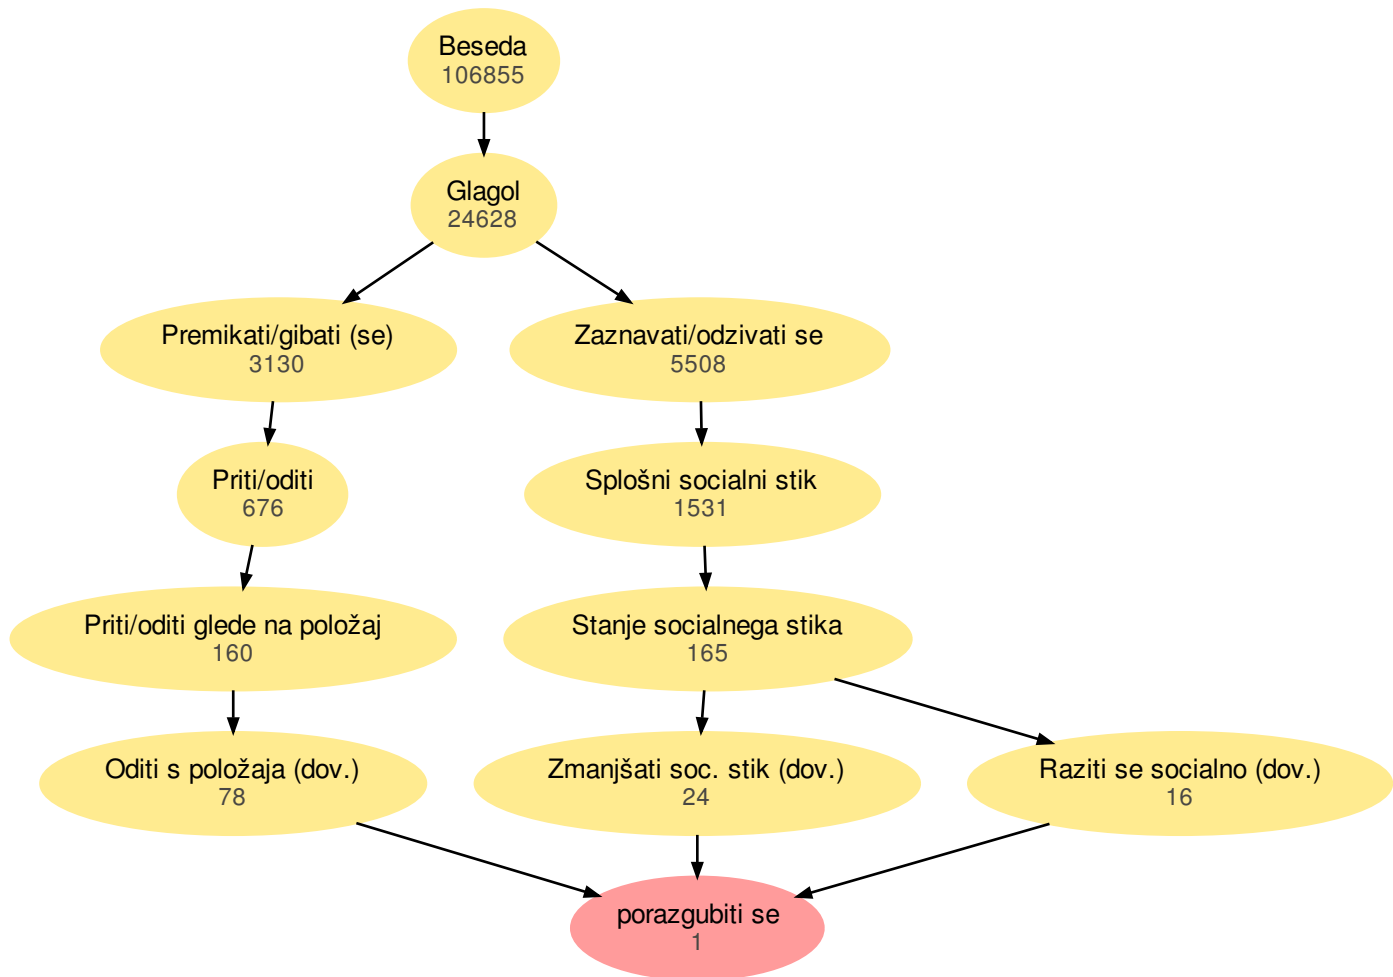 Beseda
106855
Glagol
24628
Premikati/gibati (se)
3130
Zaznavati/odzivati se
5508
Priti/oditi
676
Splošni socialni stik
1531
Priti/oditi glede na položaj
160
Stanje socialnega stika
165
Oditi s položaja (dov.)
78
Zmanjšati soc. stik (dov.)
24
Raziti se socialno (dov.)
16
porazgubiti se
1